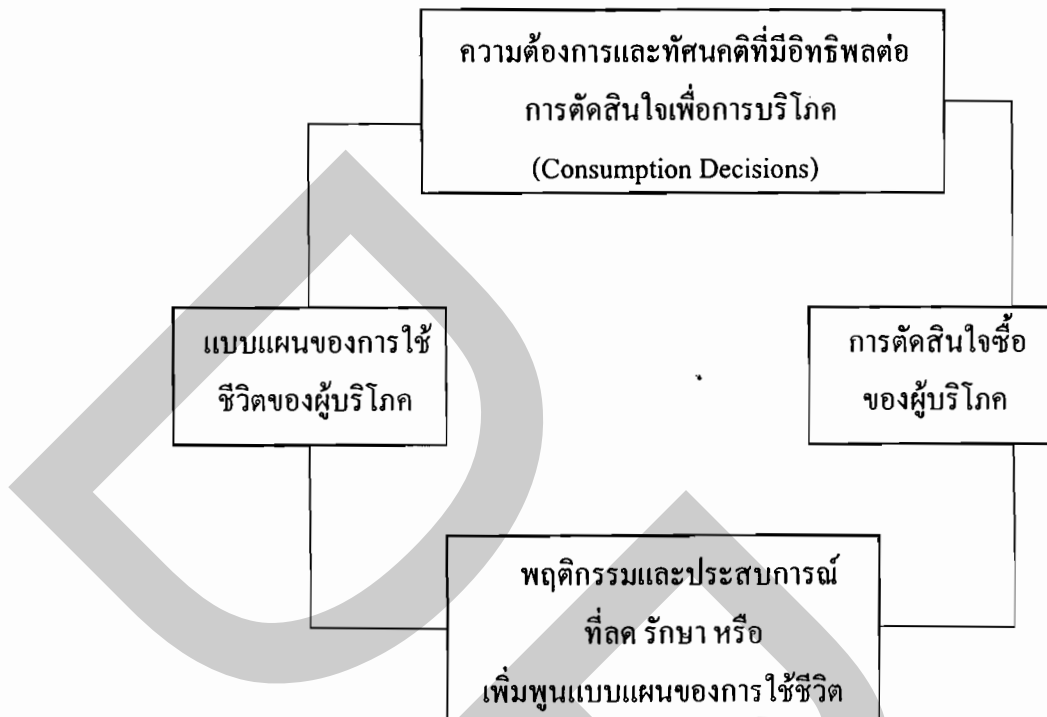 ความต้องการและทัศนคติที่มีอิทธิพลต่อ
การตัดสินใจเพื่อการบริโภค
(Consumption Decisions)
แบบแผนของการใช้
ชีวิตของผู้บริโภค
การตัดสินใจซื้อ
ของผู้บริโภค
พฤติกรรมและประสบการณ์
ที่ลด รักษา หรือ
เพิ่มพูนแบบแผนของการใช้ชีวิต